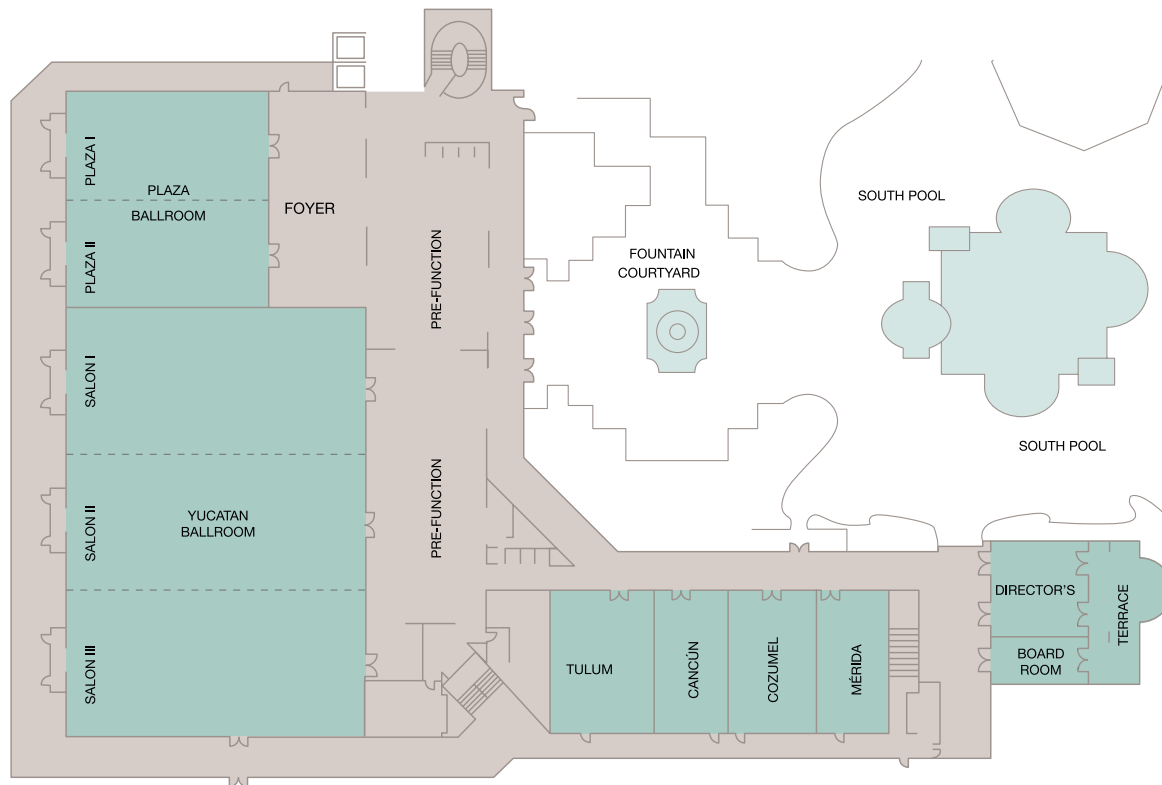 PLAZA I
PLAZA
BALLROOM
PLAZA II
FOYER
PRE-FUNCTION
FOUNTAIN
COURTYARD
SOUTH POOL
SOUTH POOL
SALON I
SALON II
YUCATAN
BALLROOM
PRE-FUNCTION
SALON III
TULUM
CANCÚN
COZUMEL
MÉRIDA
DIRECTOR'S
BOARD
ROOM
TERRACE